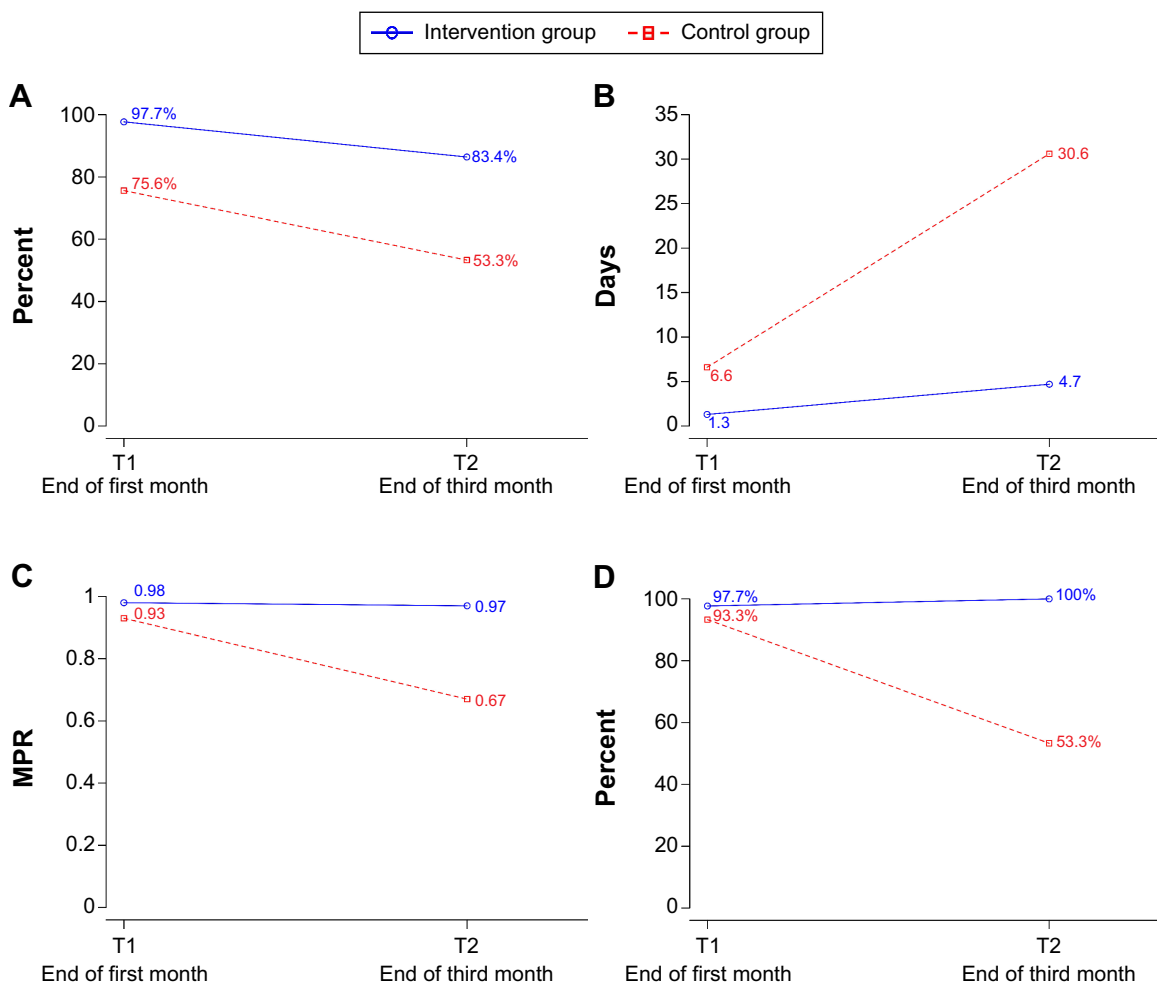 Intervention group Control group
A
100
80
60
40
20
0
Percent
97.7%
83.4%
75.6%
53.3%
T1
End of first month
T2
End of third month
B
35
30
25
20
15
10
5
0
Days
30.6
6.6
4.7
1.3
T1
End of first month
T2
End of third month
C
1
0.8
0.6
0.4
0.2
0
MPR
0.98
0.97
0.93
0.67
T1
End of first month
T2
End of third month
D
100
80
60
40
20
0
Percent
97.7%
100%
93.3%
53.3%
T1
End of first month
T2
End of third month